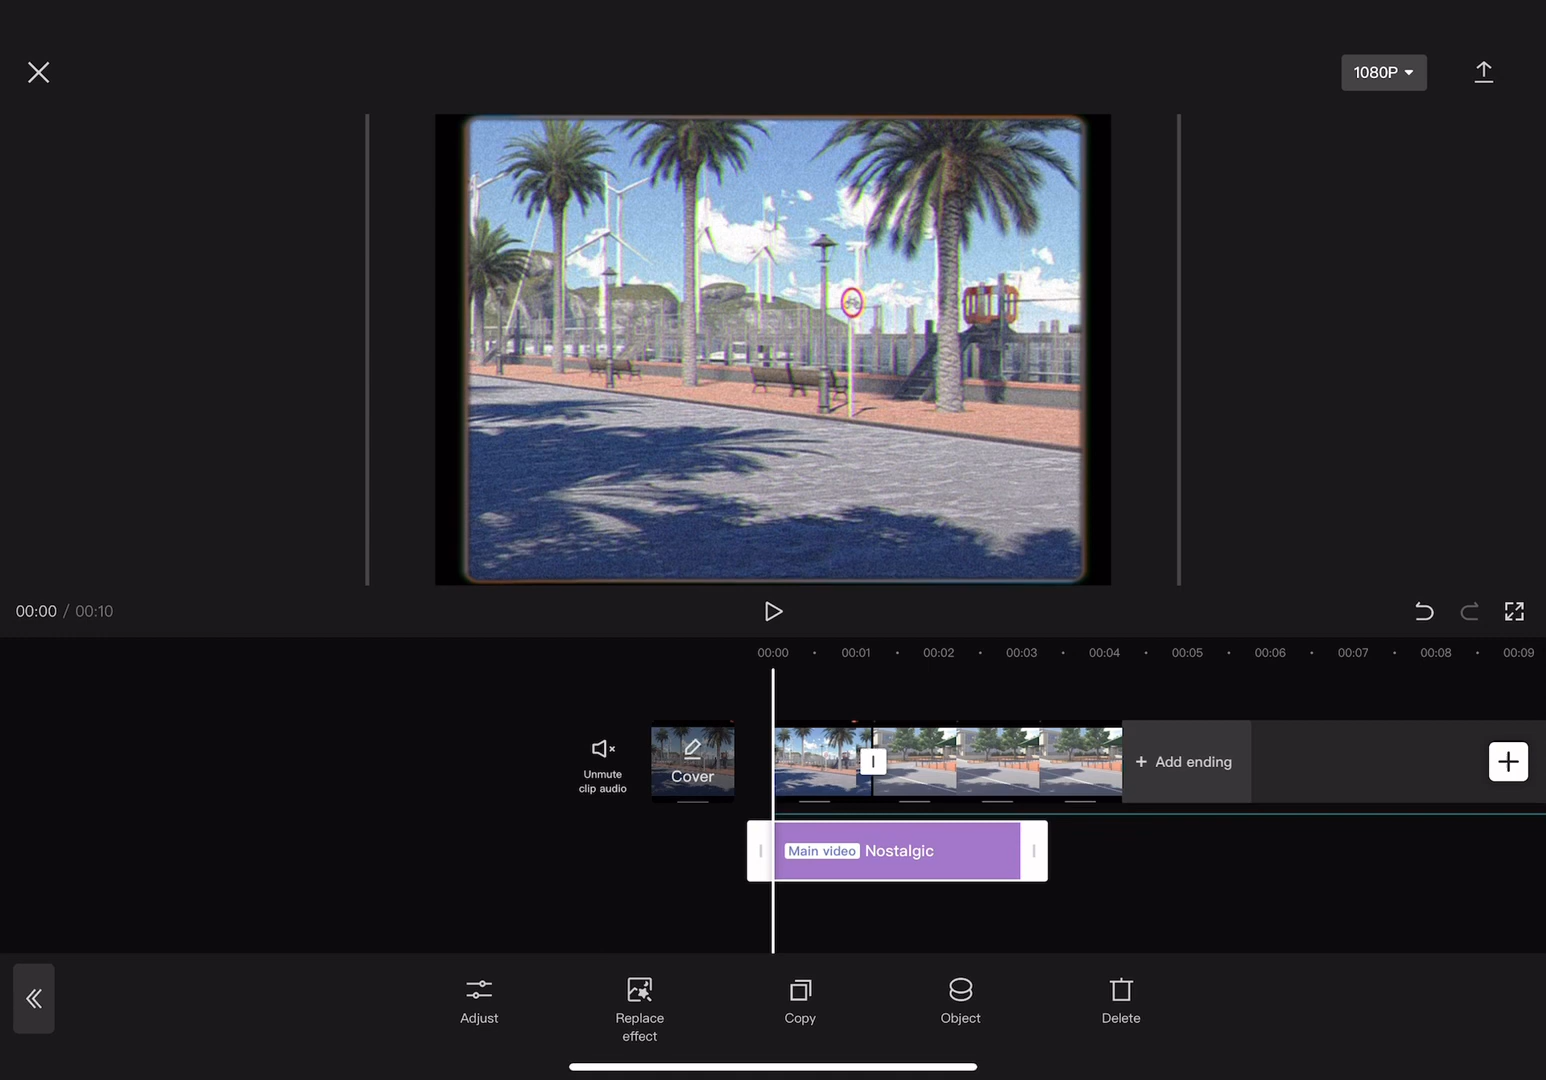 1080P
00:00 / 00:10
00:00 00:01 00:02 00:03 00:04 00:05 00:06 00:07 00:08 00:09
Unmute
clip audio
Cover
+ Add ending
Main video Nostalgic
Adjust
Replace
effect
Copy
Object
Delete